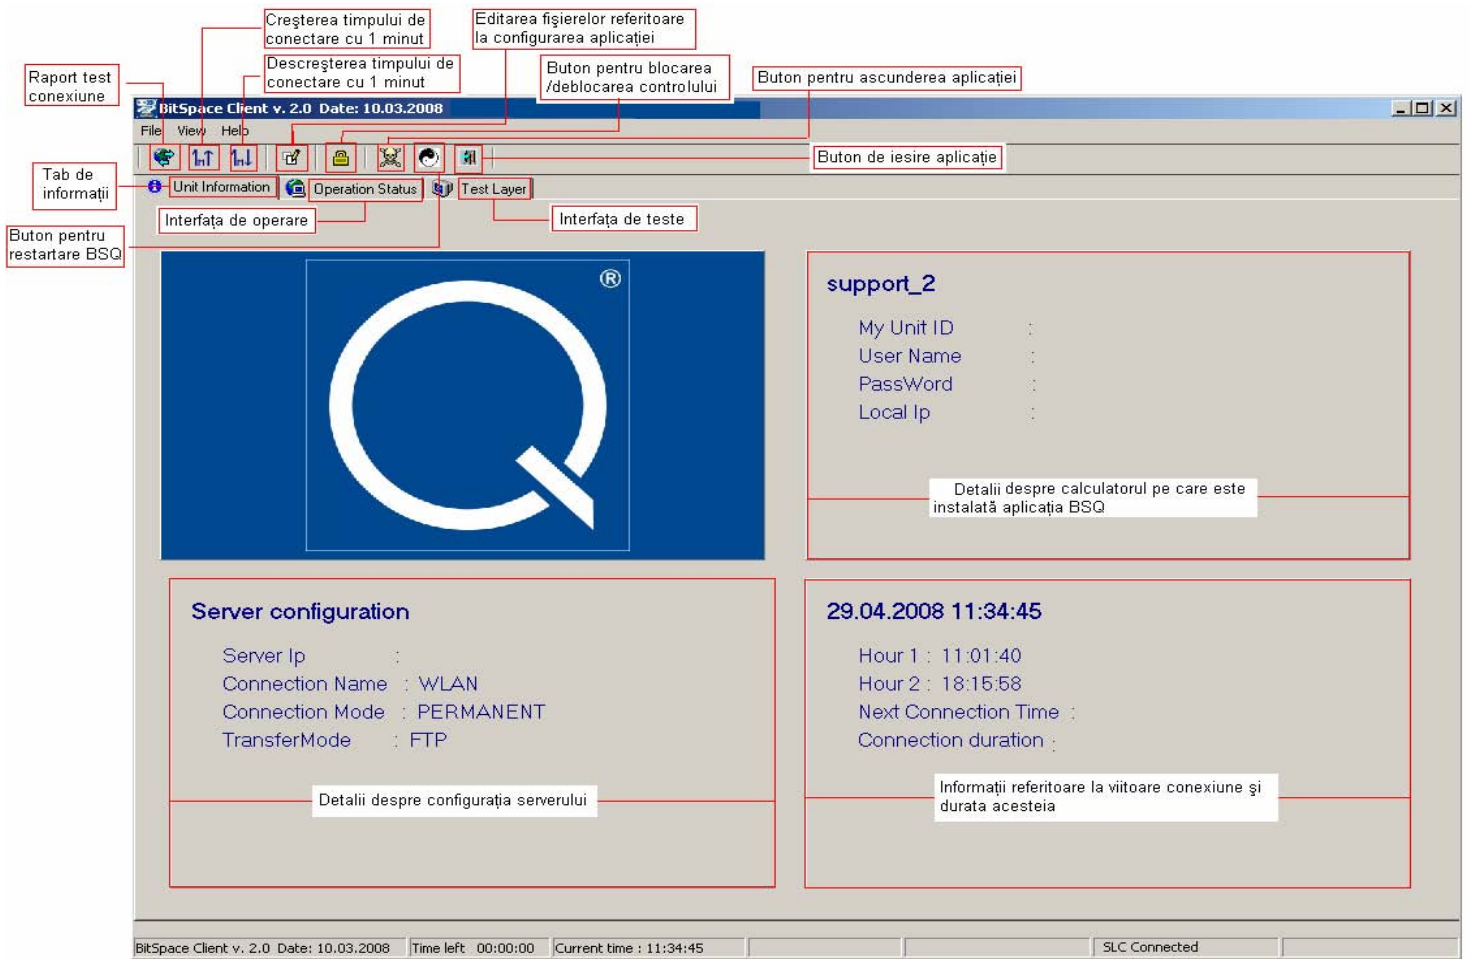 Creşterea timpului de
conectare cu 1 minut
Editarea fişierelor referitoare
la configurarea aplicaţiei
Descreşterea timpului de
conectare cu 1 minut
Buton pentru blocarea
/deblocarea controlului
Buton pentru ascunderea aplicaţiei
Raport test
conexiune
BitSpace Client v. 2.0 Date: 10.03.2008
File View Help
Buton de iesire aplicaţie
Tab de
informaţii
Unit Information
Operation Status
Test Layer
Interfaţa de operare
Interfaţa de teste
Buton pentru
restartare BSQ
®
support_2
My Unit ID :
User Name :
PassWord :
Local Ip :
Detalii despre calculatorul pe care este
instalată aplicaţia BSQ
Server configuration
Server Ip :
Connection Name : WLAN
Connection Mode : PERMANENT
TransferMode : FTP
Detalii despre configuraţia serverului
29.04.2008 11:34:45
Hour 1 : 11:01:40
Hour 2 : 18:15:58
Next Connection Time :
Connection duration :
Informaţii referitoare la viitoare conexiune şi
durata acesteia
BitSpace Client v. 2.0 Date: 10.03.2008
Time left 00:00:00
Current time : 11:34:45
SLC Connected